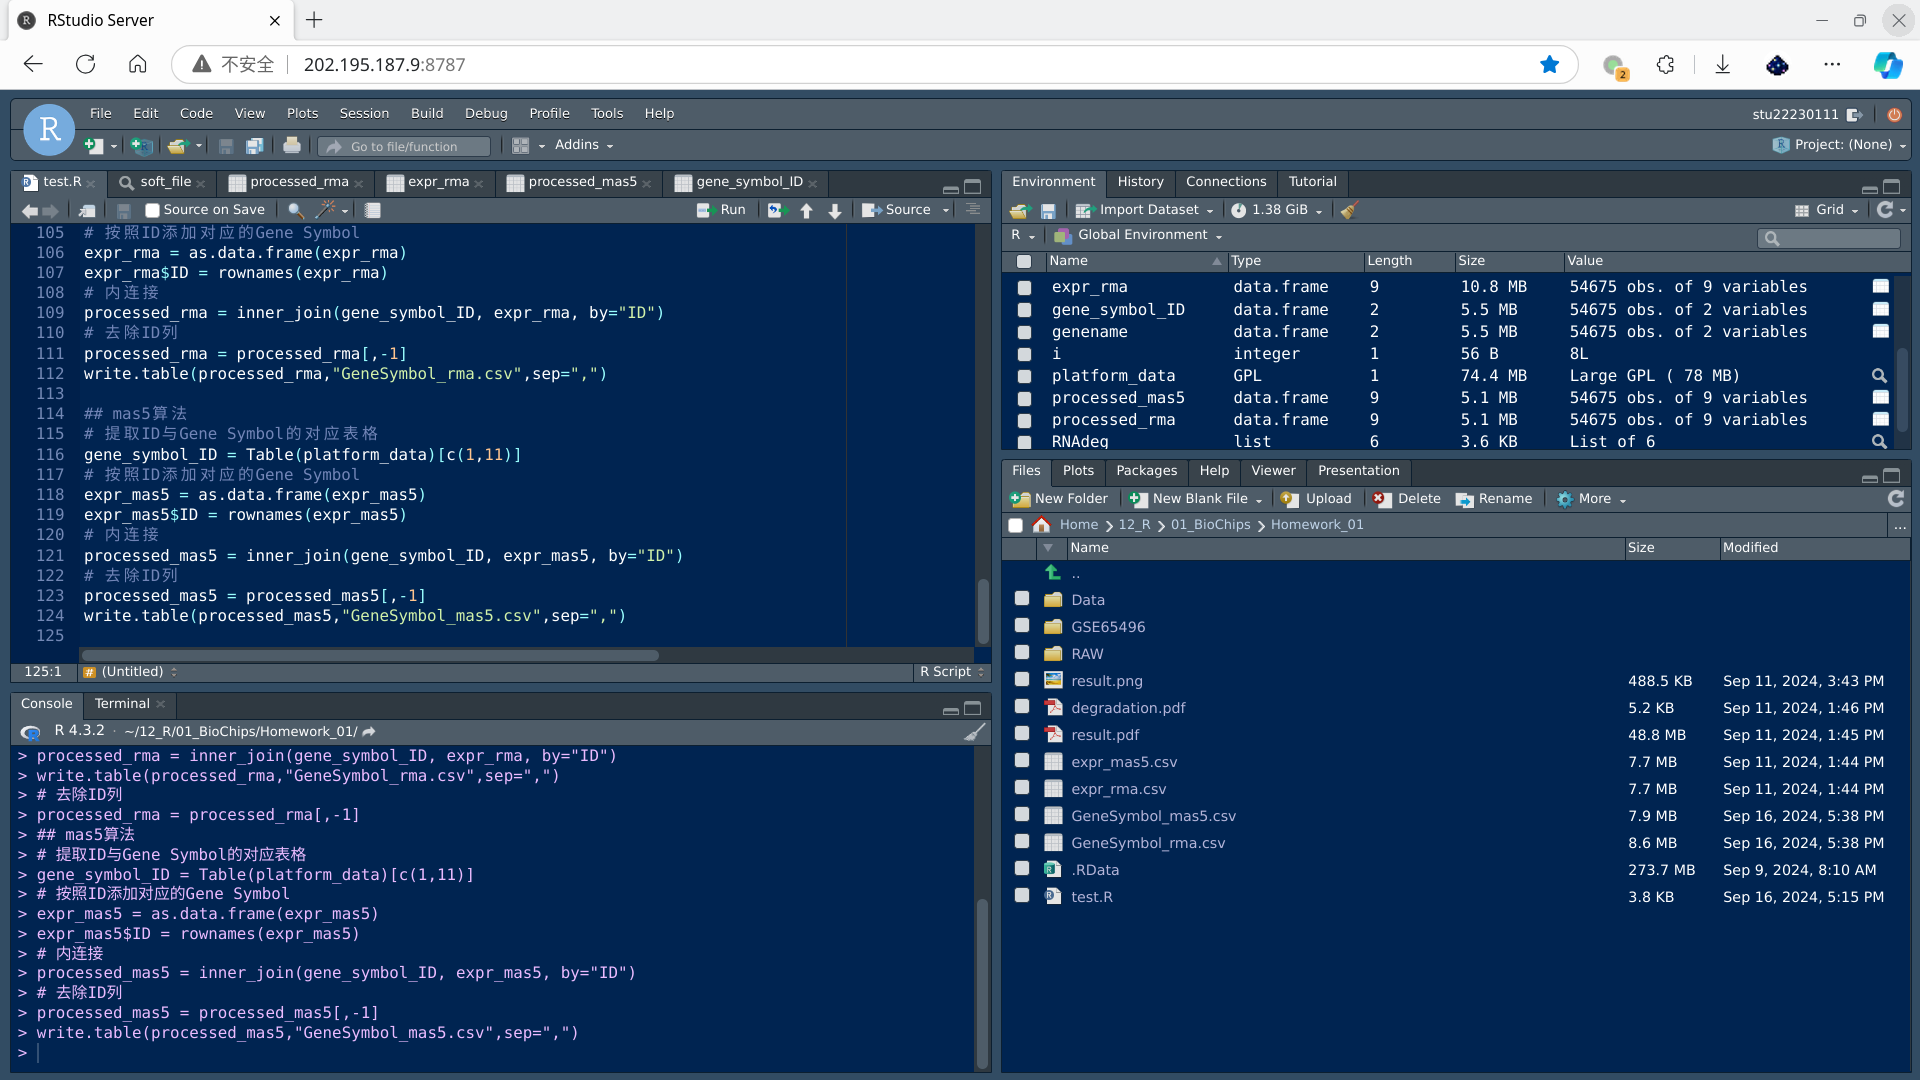 RStudio Server
不安全
202.195.187.9:8787
2
File Edit Code View Plots Session Build Debug Profile Tools Help
stu22230111
R
Go to file/function
Addins
Project: (None)
test.R soft_file processed_rma expr_rma processed_mas5 gene_symbol_ID
Source on Save
Run
Source
105 # 按照ID添加对应的Gene Symbol
106 expr_rma = as.data.frame(expr_rma)
107 expr_rma$ID = rownames(expr_rma)
108 # 内连接
109 processed_rma = inner_join(gene_symbol_ID, expr_rma, by="ID")
110 # 去除ID列
111 processed_rma = processed_rma[,-1]
112 write.table(processed_rma,"GeneSymbol_rma.csv",sep=",")
113
114 ## mas5算法
115 # 提取ID与Gene Symbol的对应表格
116 gene_symbol_ID = Table(platform_data)[c(1,11)]
117 # 按照ID添加对应的Gene Symbol
118 expr_mas5 = as.data.frame(expr_mas5)
119 expr_mas5$ID = rownames(expr_mas5)
120 # 内连接
121 processed_mas5 = inner_join(gene_symbol_ID, expr_mas5, by="ID")
122 # 去除ID列
123 processed_mas5 = processed_mas5[,-1]
124 write.table(processed_mas5,"GeneSymbol_mas5.csv",sep=",")
125
125:1 # (Untitled) R Script
Console Terminal
R 4.3.2 · ~/12_R/01_BioChips/Homework_01/
> processed_rma = inner_join(gene_symbol_ID, expr_rma, by="ID")
> write.table(processed_rma,"GeneSymbol_rma.csv",sep=",")
> # 去除ID列
> processed_rma = processed_rma[,-1]
> ## mas5算法
> # 提取ID与Gene Symbol的对应表格
> gene_symbol_ID = Table(platform_data)[c(1,11)]
> # 按照ID添加对应的Gene Symbol
> expr_mas5 = as.data.frame(expr_mas5)
> expr_mas5$ID = rownames(expr_mas5)
> # 内连接
> processed_mas5 = inner_join(gene_symbol_ID, expr_mas5, by="ID")
> # 去除ID列
> processed_mas5 = processed_mas5[,-1]
> write.table(processed_mas5,"GeneSymbol_mas5.csv",sep=",")
>
Environment History Connections Tutorial
Import Dataset 1.38 GiB Grid
R Global Environment
Name Type Length Size Value
expr_rma data.frame 9 10.8 MB 54675 obs. of 9 variables
gene_symbol_ID data.frame 2 5.5 MB 54675 obs. of 2 variables
genename data.frame 2 5.5 MB 54675 obs. of 2 variables
i integer 1 56 B 8L
platform_data GPL 1 74.4 MB Large GPL ( 78 MB)
processed_mas5 data.frame 9 5.1 MB 54675 obs. of 9 variables
processed_rma data.frame 9 5.1 MB 54675 obs. of 9 variables
RNAdeg list 6 3.6 KB List of 6
Files Plots Packages Help Viewer Presentation
New Folder New Blank File Upload Delete Rename More
Home 12_R 01_BioChips Homework_01 ...
Name Size Modified
..
Data
GSE65496
RAW
result.png 488.5 KB Sep 11, 2024, 3:43 PM
degradation.pdf 5.2 KB Sep 11, 2024, 1:46 PM
result.pdf 48.8 MB Sep 11, 2024, 1:45 PM
expr_mas5.csv 7.7 MB Sep 11, 2024, 1:44 PM
expr_rma.csv 7.7 MB Sep 11, 2024, 1:44 PM
GeneSymbol_mas5.csv 7.9 MB Sep 16, 2024, 5:38 PM
GeneSymbol_rma.csv 8.6 MB Sep 16, 2024, 5:38 PM
.RData 273.7 MB Sep 9, 2024, 8:10 AM
test.R 3.8 KB Sep 16, 2024, 5:15 PM